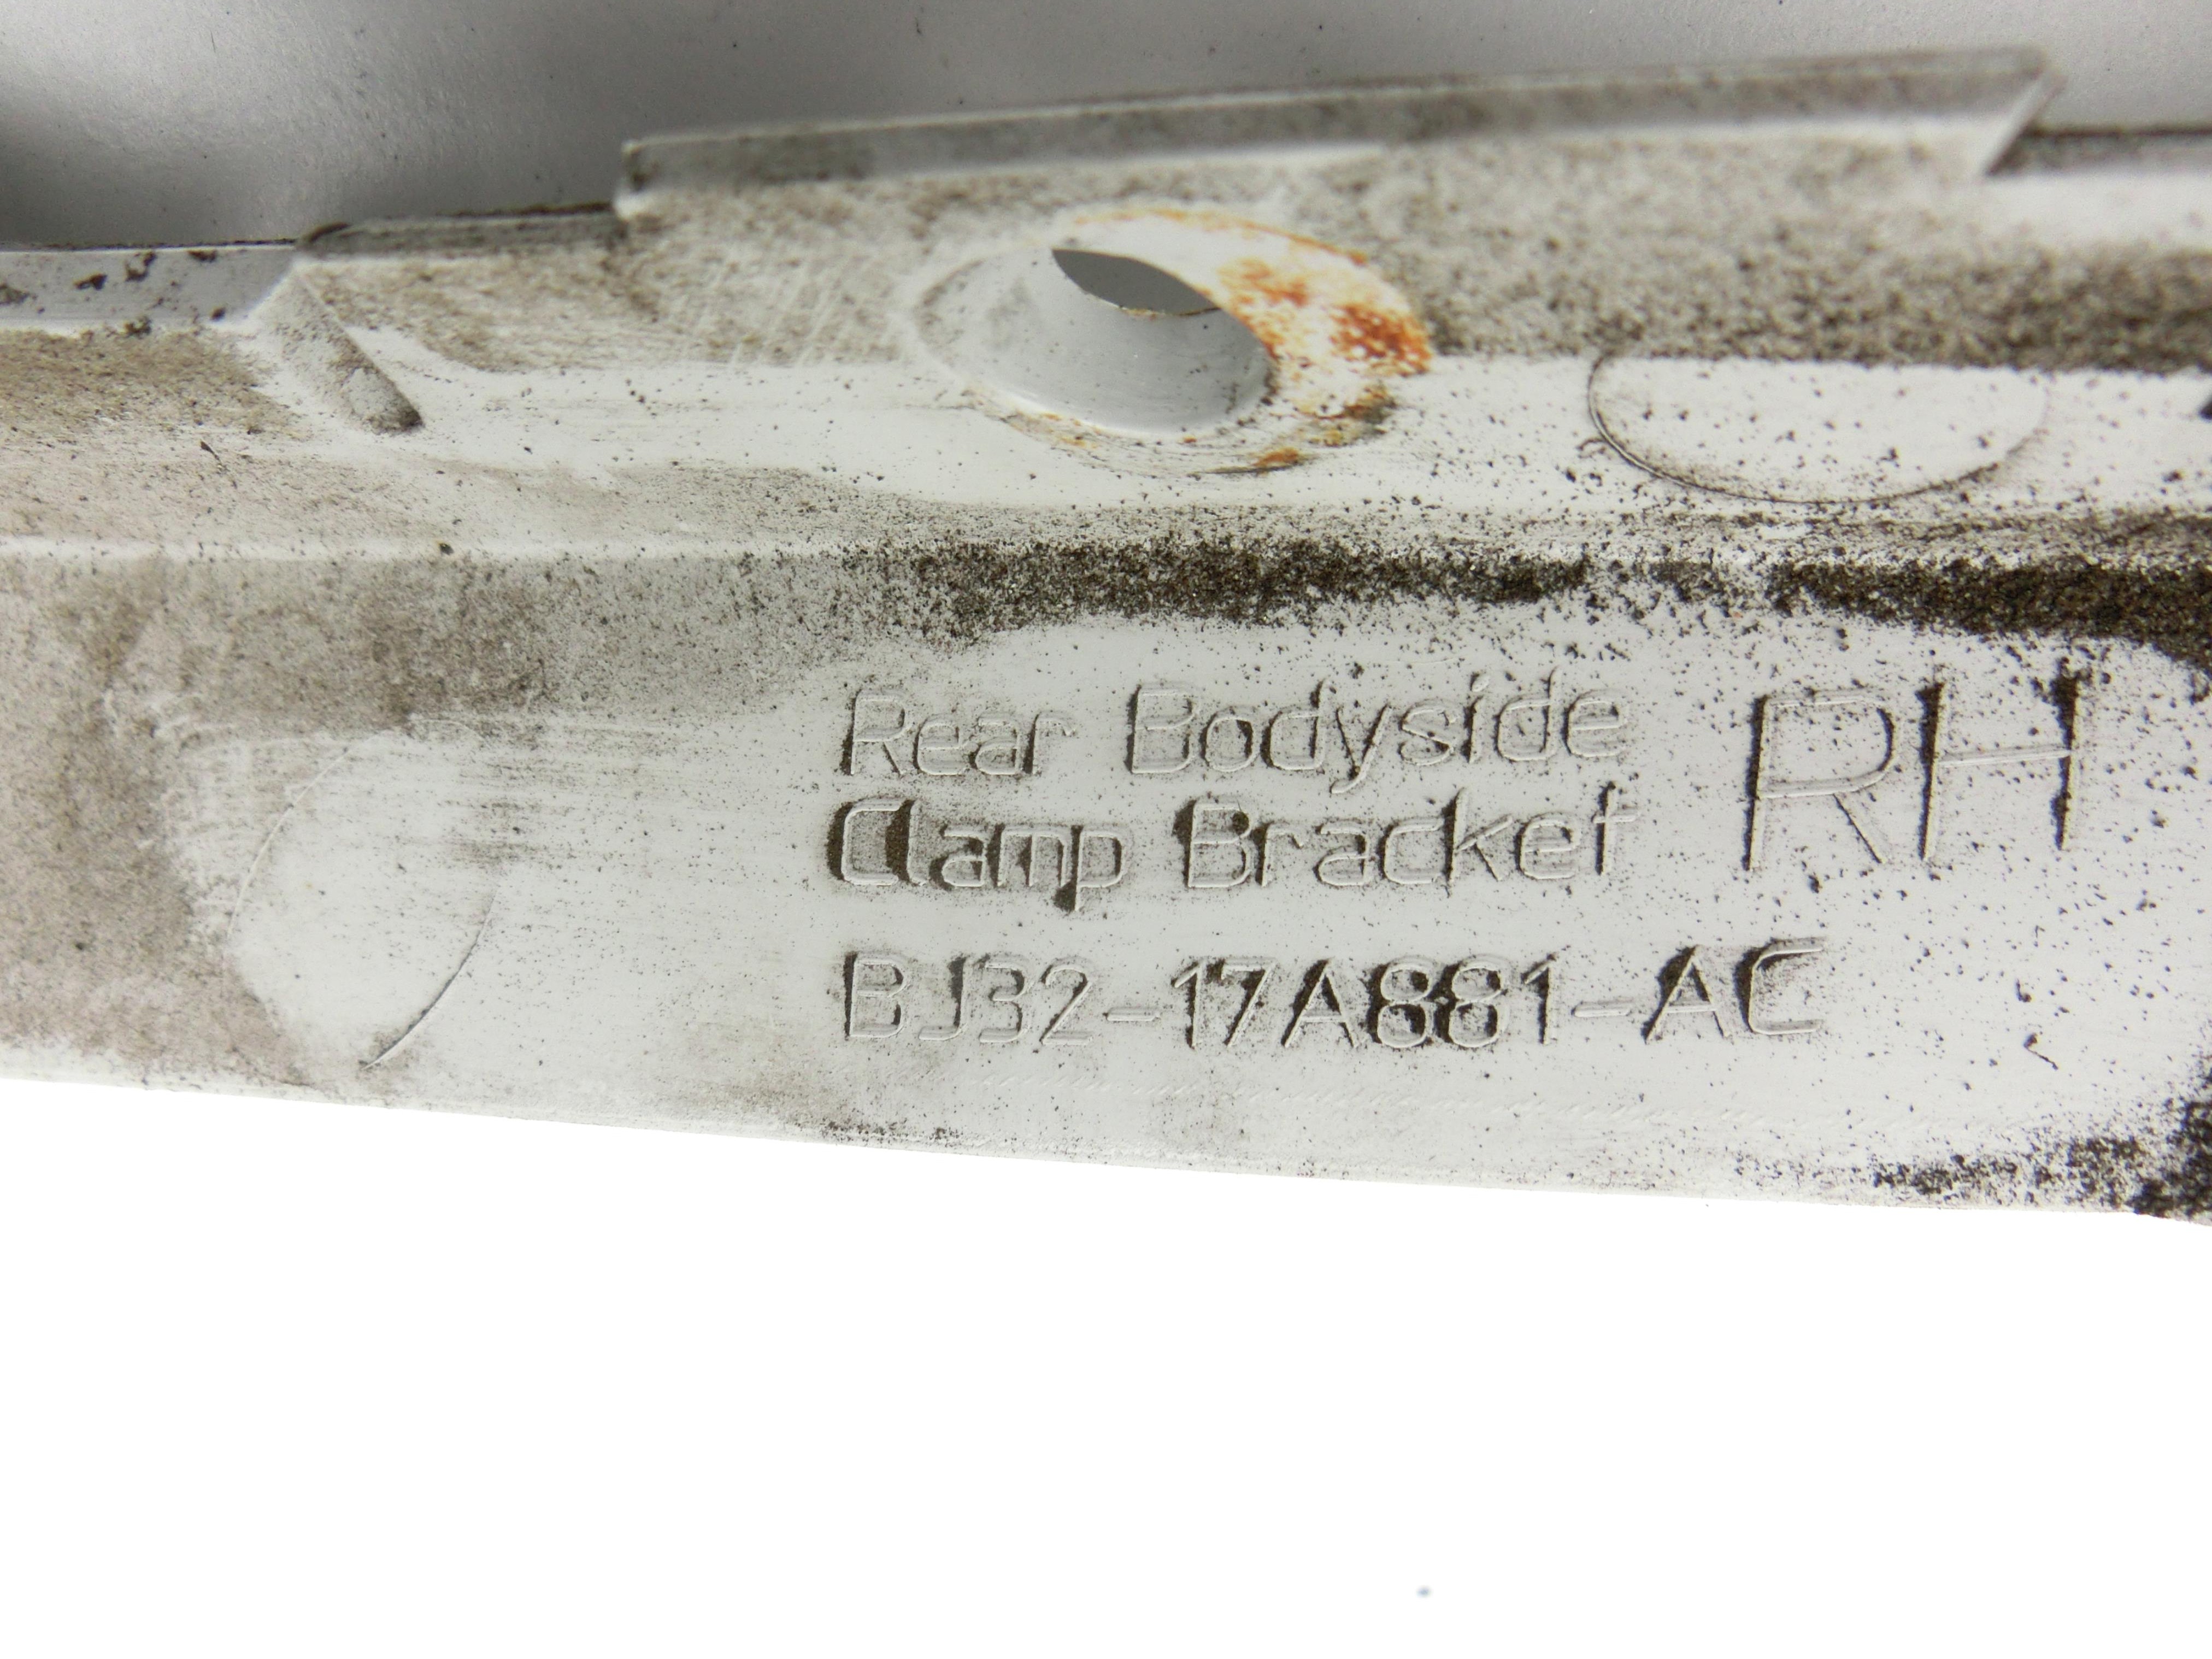 Rear Bodyside
Clamp Bracket
RH
BJ32-17A881-AC